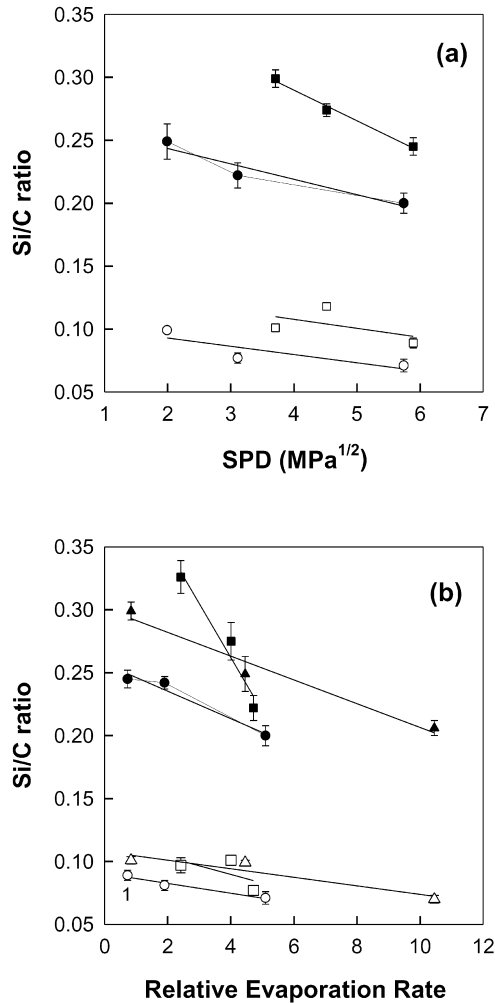 0.35
(a)
0.30
0.25
0.20
0.15
0.10
0.05
Si/C ratio
1 2 3 4 5 6 7
SPD (MPa1/2)
0.35
(b)
0.30
0.25
0.20
0.15
0.10
1
0.05
Si/C ratio
0 2 4 6 8 10 12
Relative Evaporation Rate